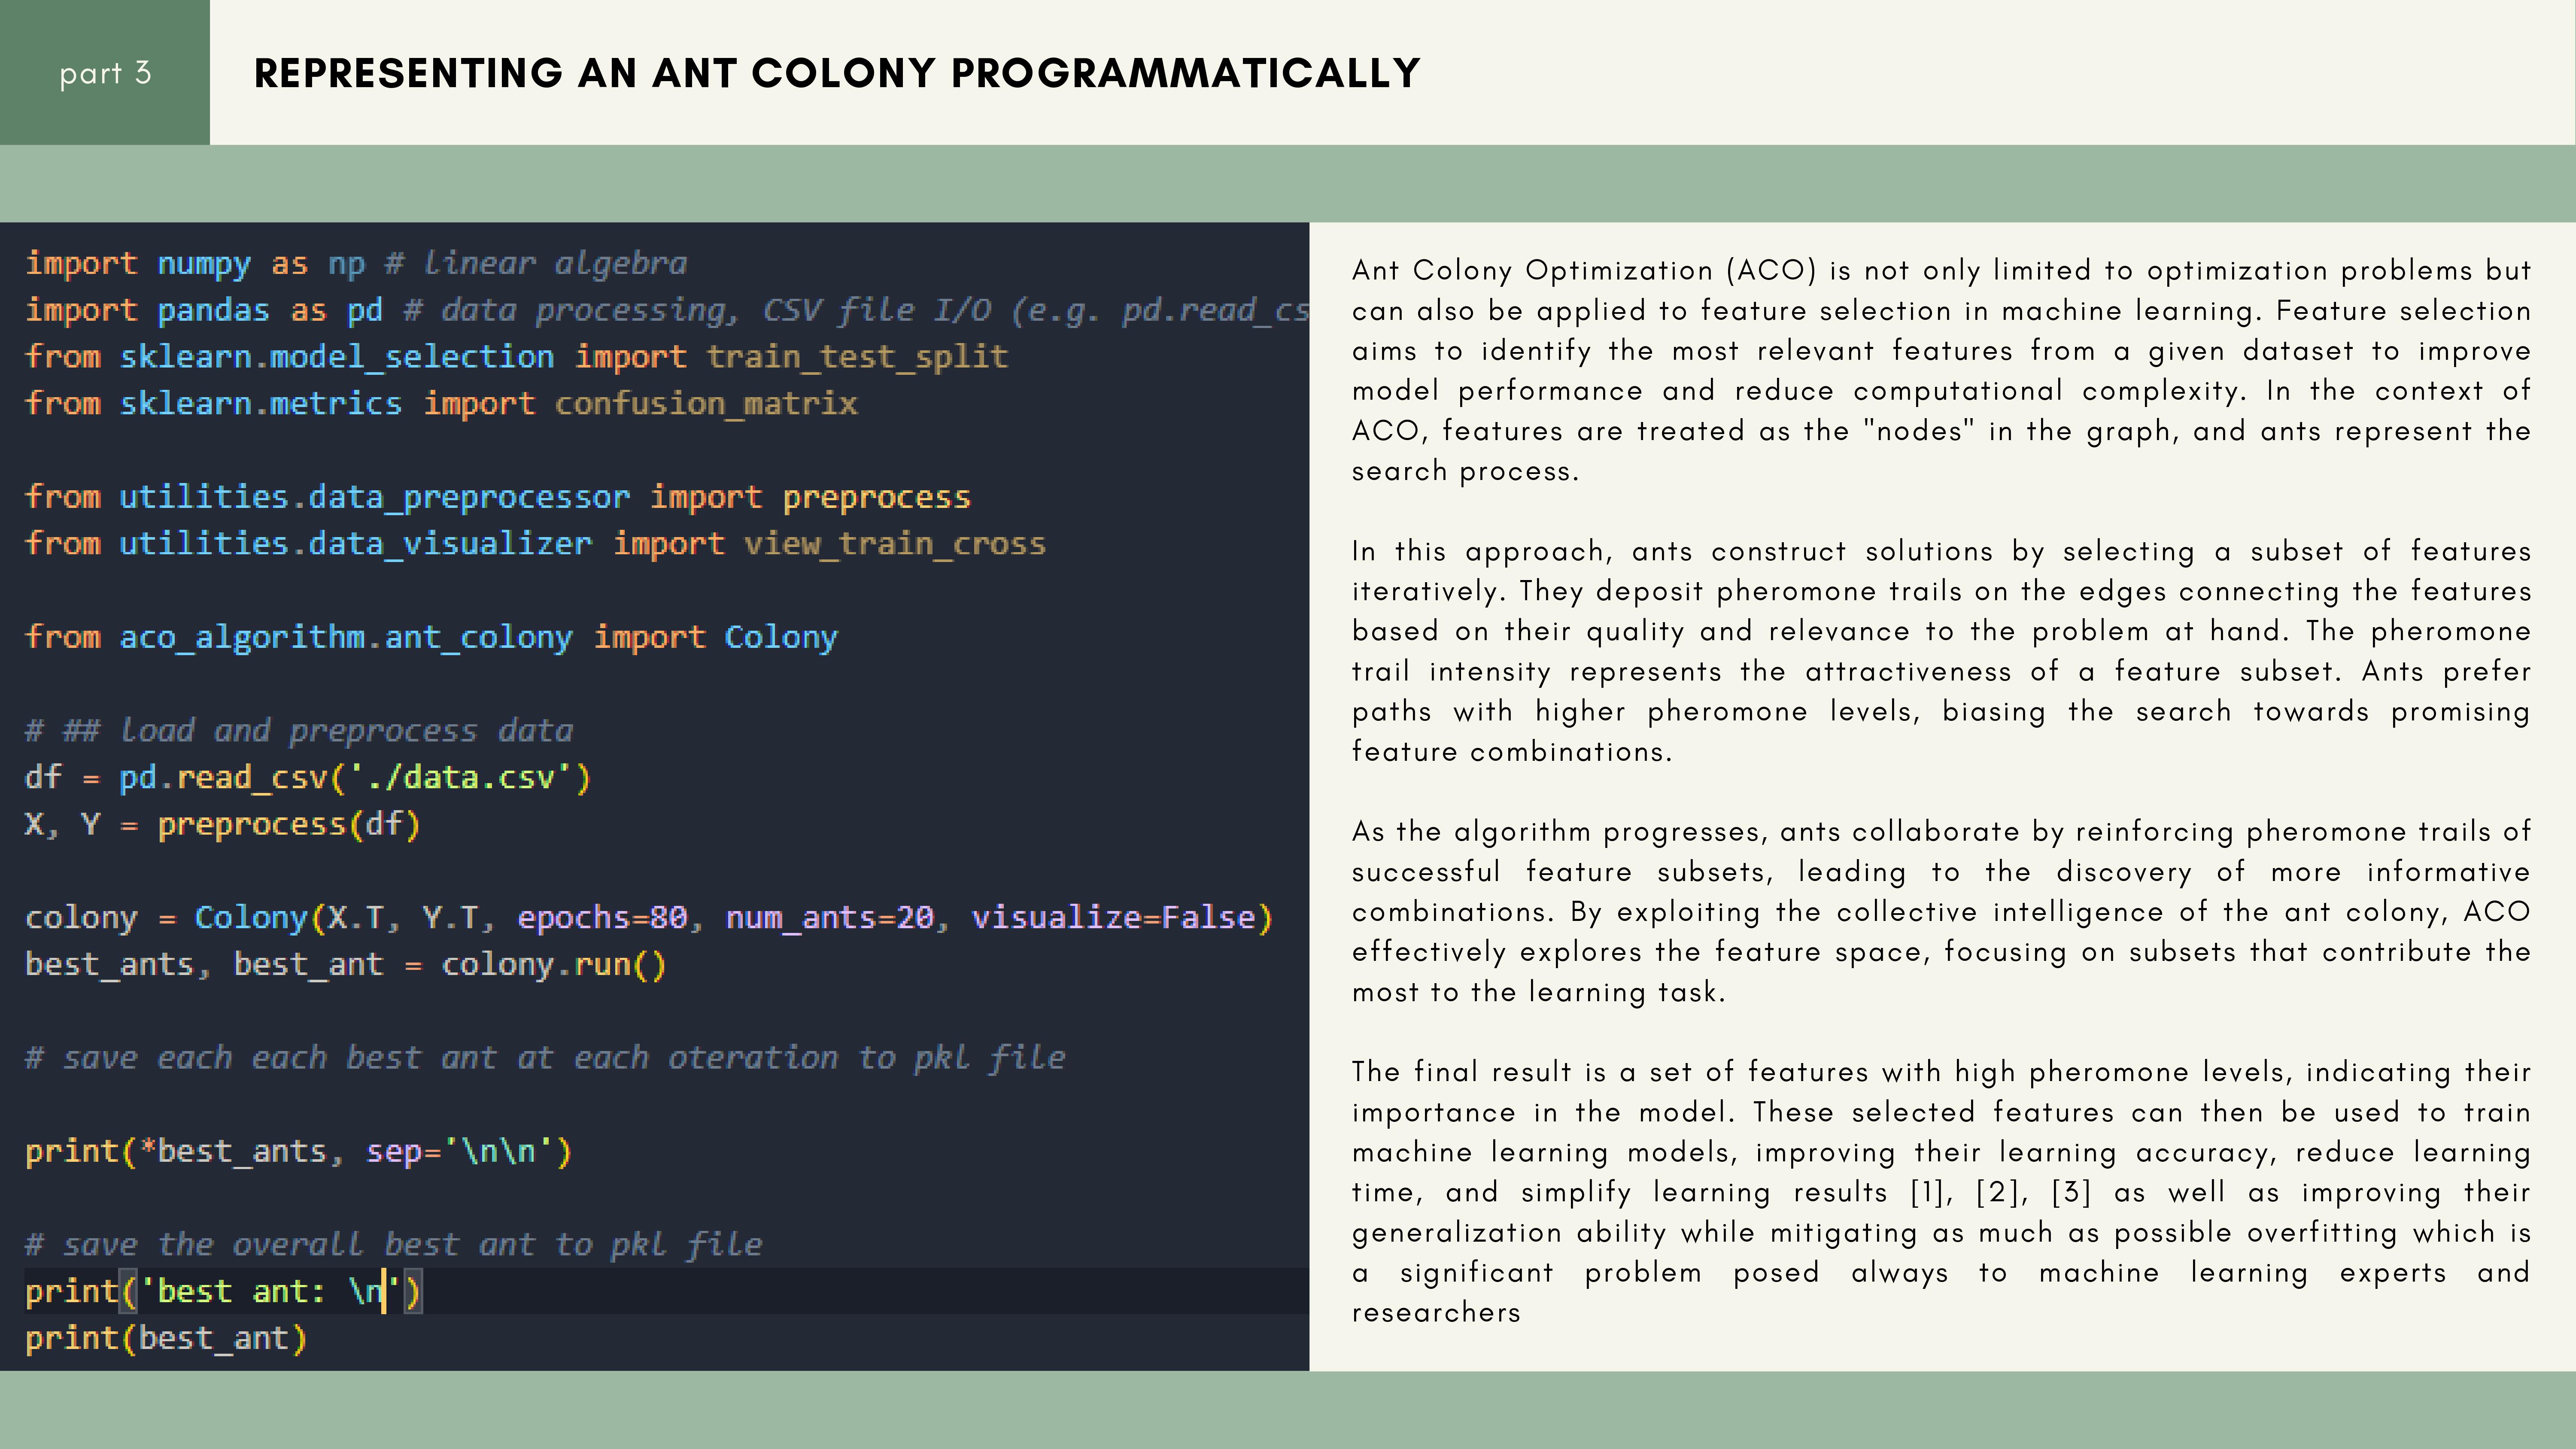 part 3
REPRESENTING AN ANT COLONY PROGRAMMATICALLY
import numpy as np # linear algebra
import pandas as pd # data processing, CSV file I/O (e.g. pd.read_cs
from sklearn.model_selection import train_test_split
from sklearn.metrics import confusion_matrix
from utilities.data_preprocessor import preprocess
from utilities.data_visualizer import view_train_cross
from aco_algorithm.ant_colony import Colony
# ## load and preprocess data
df = pd.read_csv('./data.csv')
X, Y = preprocess(df)
colony = Colony(X.T, Y.T, epochs=80, num_ants=20, visualize=False)
best_ants, best_ant = colony.run()
# save each each best ant at each oteration to pkl file
print(*best_ants, sep='\n\n')
# save the overall best ant to pkl file
print('best ant: \n')
print(best_ant)
Ant Colony Optimization (ACO) is not only limited to optimization problems but
can also be applied to feature selection in machine learning. Feature selection
aims to identify the most relevant features from a given dataset to improve
model performance and reduce computational complexity. In the context of
ACO, features are treated as the "nodes" in the graph, and ants represent the
search process.
In this approach, ants construct solutions by selecting a subset of features
iteratively. They deposit pheromone trails on the edges connecting the features
based on their quality and relevance to the problem at hand. The pheromone
trail intensity represents the attractiveness of a feature subset. Ants prefer
paths with higher pheromone levels, biasing the search towards promising
feature combinations.
As the algorithm progresses, ants collaborate by reinforcing pheromone trails of
successful feature subsets, leading to the discovery of more informative
combinations. By exploiting the collective intelligence of the ant colony, ACO
effectively explores the feature space, focusing on subsets that contribute the
most to the learning task.
The final result is a set of features with high pheromone levels, indicating their
importance in the model. These selected features can then be used to train
machine learning models, improving their learning accuracy, reduce learning
time, and simplify learning results [1], [2], [3] as well as improving their
generalization ability while mitigating as much as possible overfitting which is
a significant problem posed always to machine learning experts and
researchers